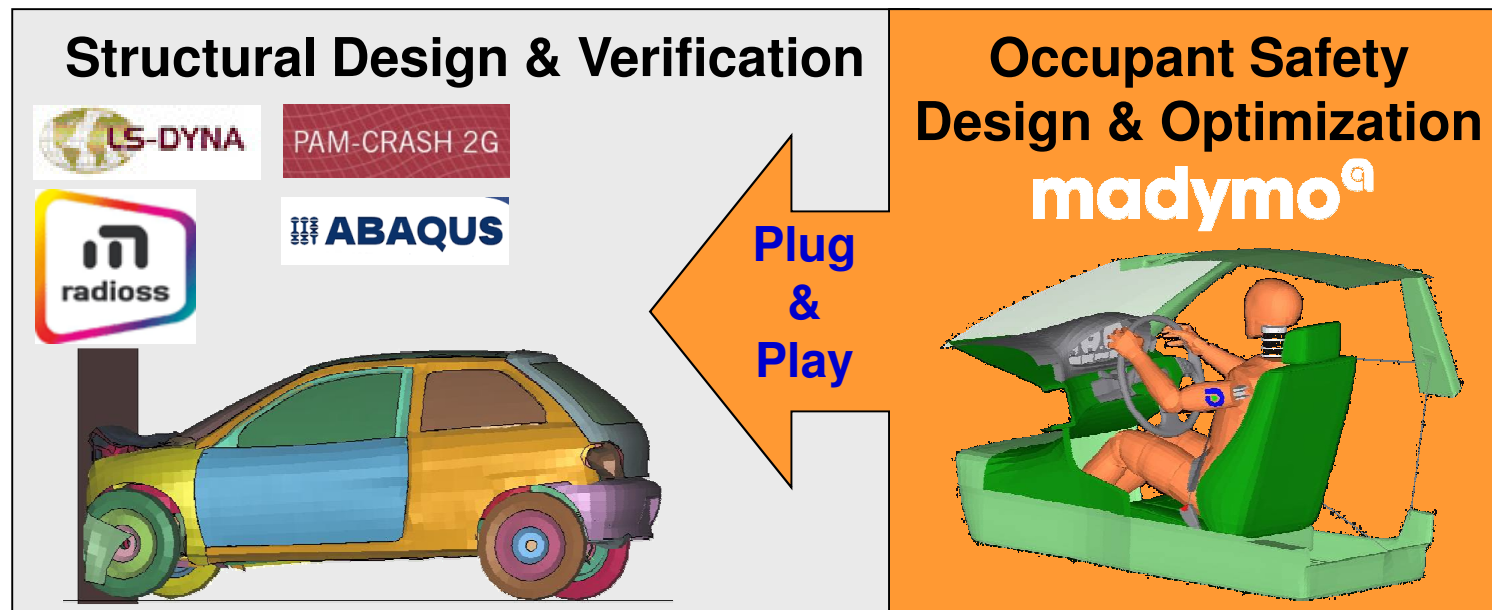 Structural Design & Verification
LS-DYNA
PAM-CRASH 2G
radioss
ABAQUS
Plug
&
Play
Occupant Safety
Design & Optimization
madymo